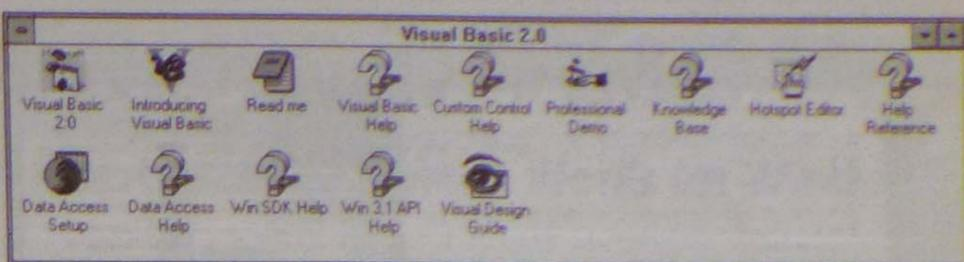 Visual Basic 2.0
Visual Basic 2.0
Introducing Visual Basic
Read me
Visual Basic Help
Custom Control Help
Professional Demo
Knowledge Base
Hotspot Editor
Help Reference
Data Access Setup
Data Access Help
Win SDK Help
Win 3.1 API Help
Visual Design Guide